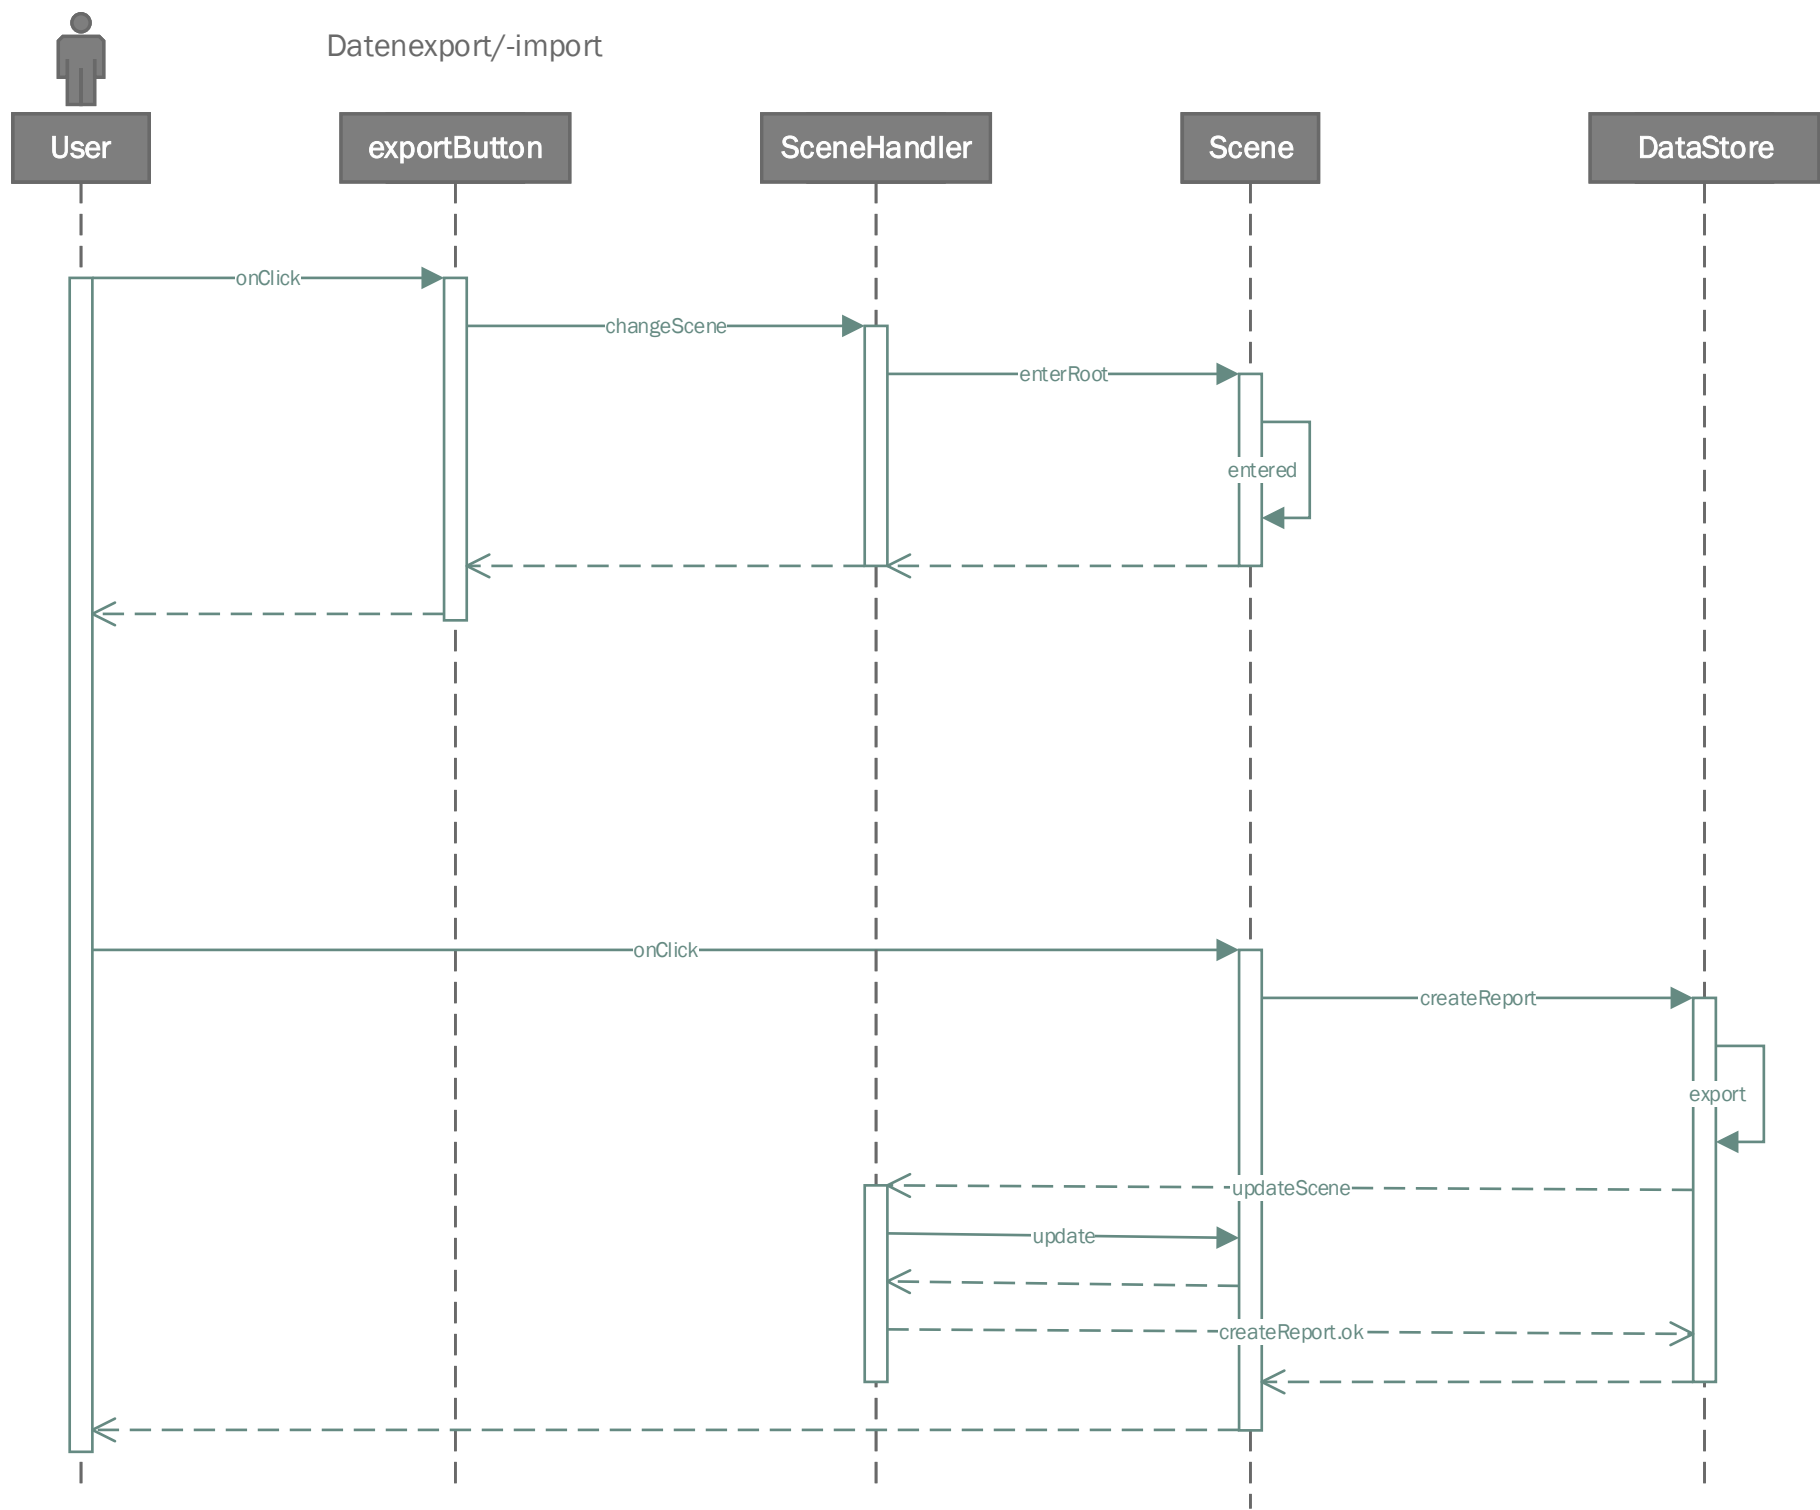 Datenexport/-import
User
exportButton
SceneHandler
Scene
DataStore
onClick
changeScene
enterRoot
entered
onClick
createReport
export
updateScene
update
createReport.ok